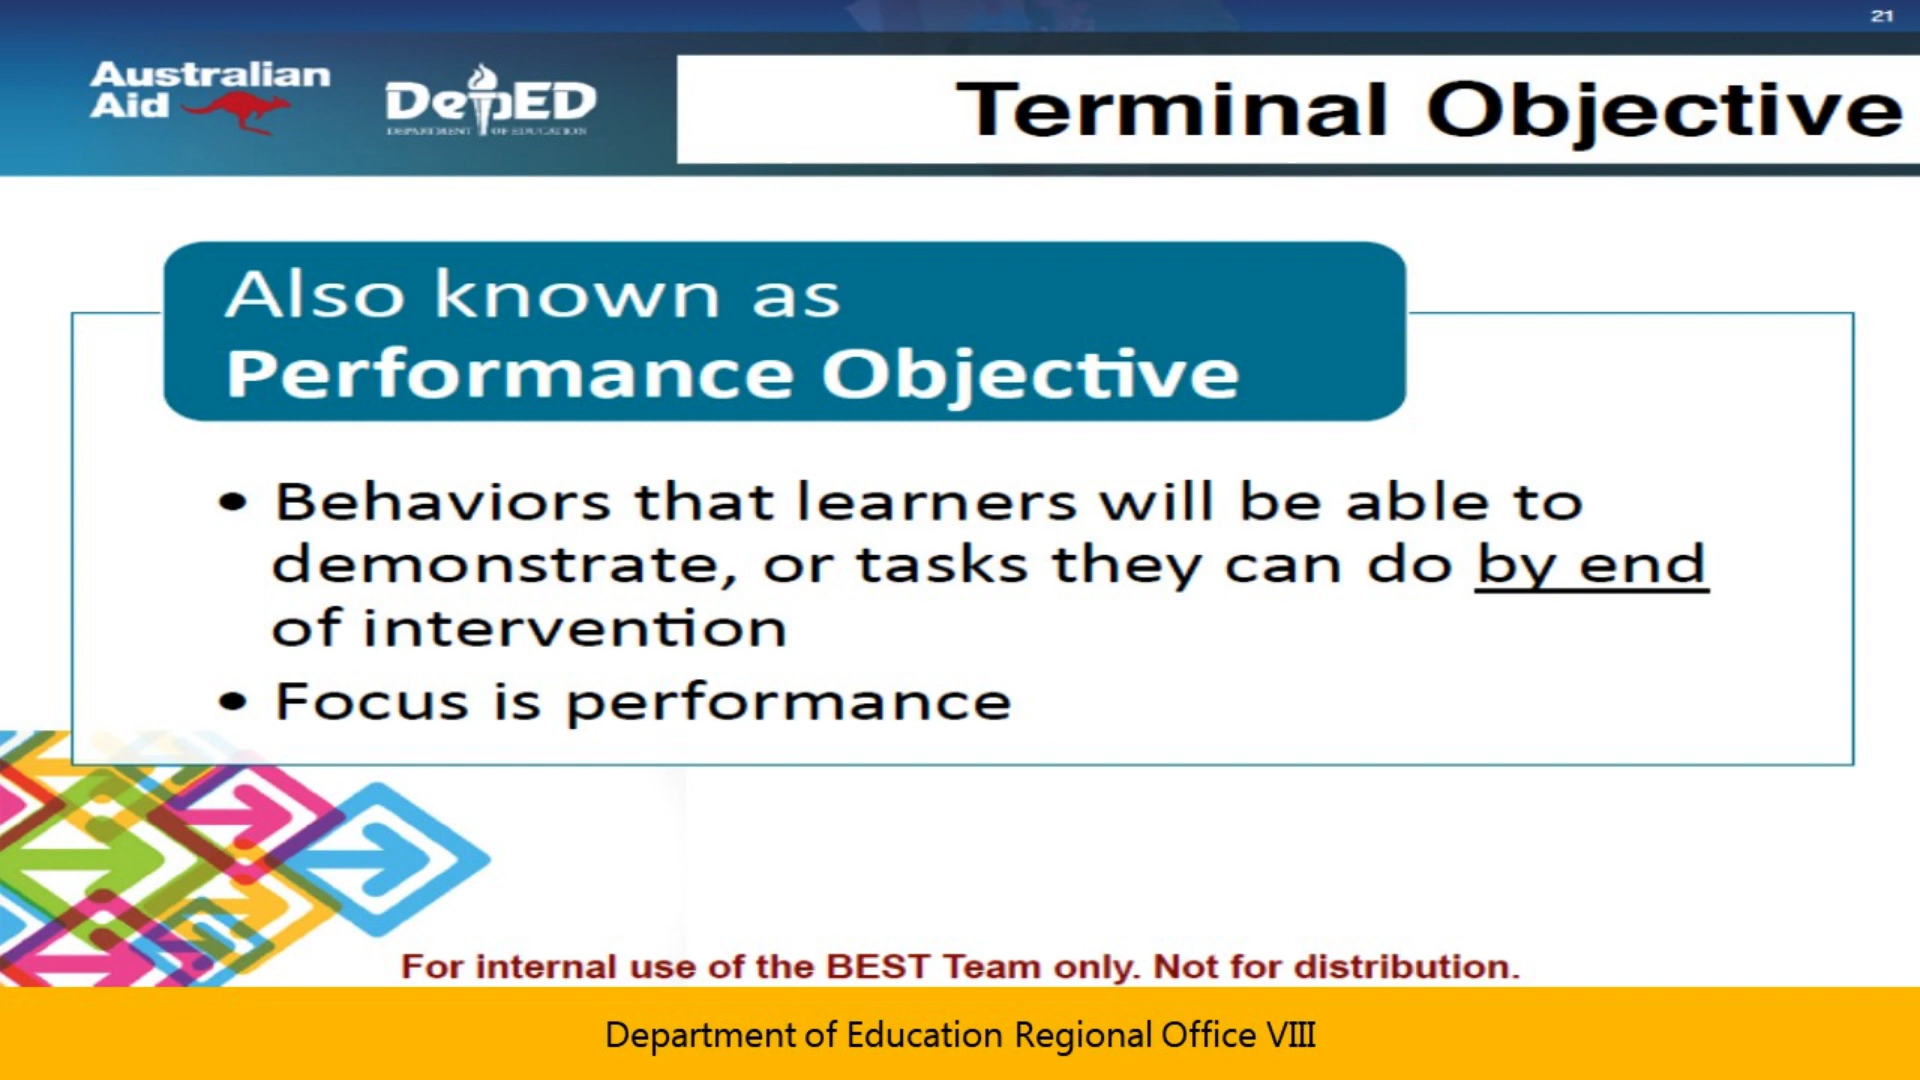 21
Australian
Aid
DepED
DEPARTMENT OF EDUCATION
Terminal Objective
Also known as
Performance Objective
• Behaviors that learners will be able to
demonstrate, or tasks they can do by end
of intervention
• Focus is performance
For internal use of the BEST Team only. Not for distribution.
Department of Education Regional Office VIII